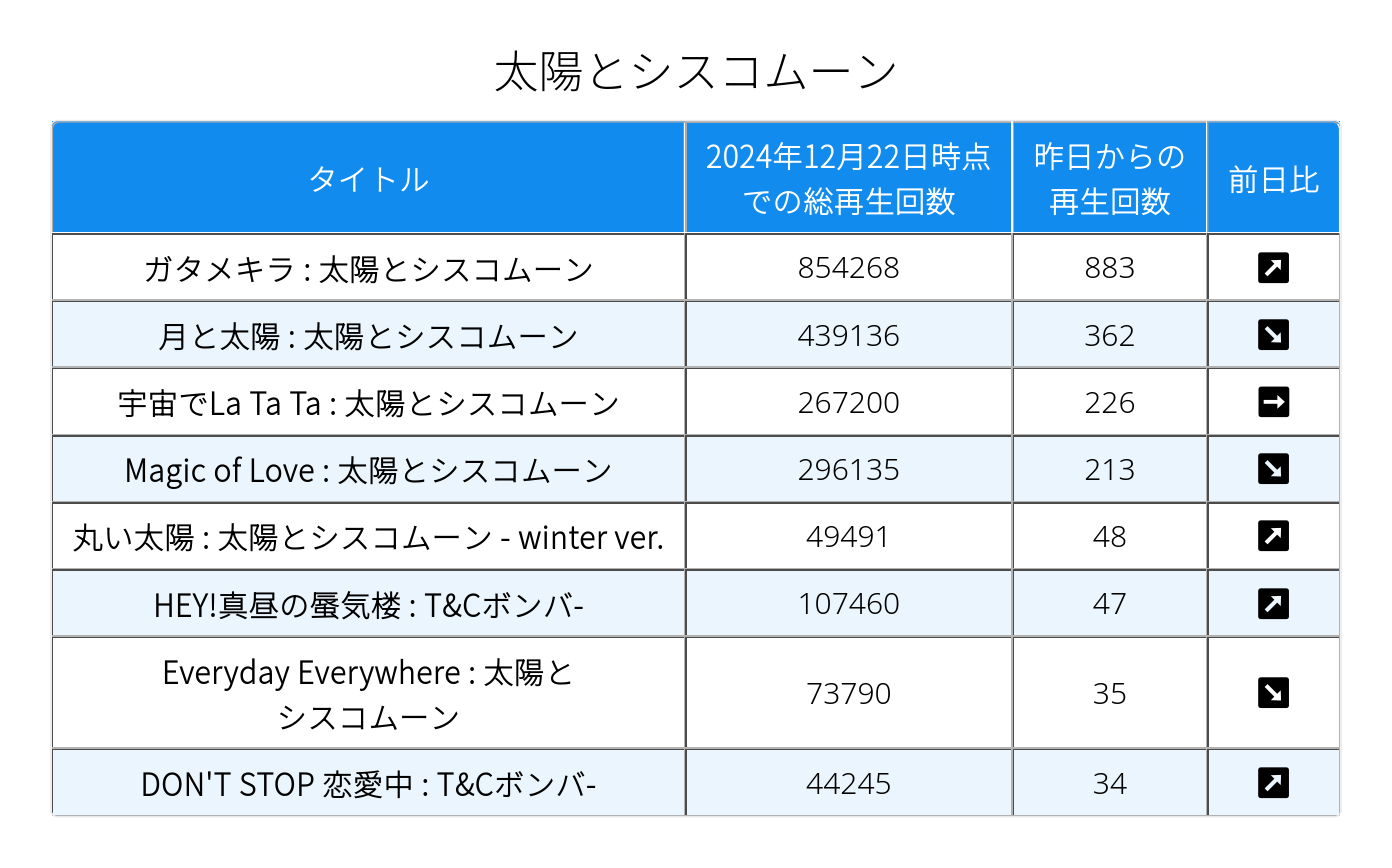 太陽とシスコムーン
タイトル
2024年12月22日時点
での総再生回数
昨日からの
再生回数
前日比
ガタメキラ : 太陽とシスコムーン 854268 883
月と太陽 : 太陽とシスコムーン 439136 362
宇宙でLa Ta Ta : 太陽とシスコムーン 267200 226
Magic of Love : 太陽とシスコムーン 296135 213
丸い太陽 : 太陽とシスコムーン - winter ver. 49491 48
HEY!真昼の蜃気楼 : T&Cボンバ- 107460 47
Everyday Everywhere : 太陽と
シスコムーン
73790 35
DON'T STOP 恋愛中 : T&Cボンバ- 44245 34